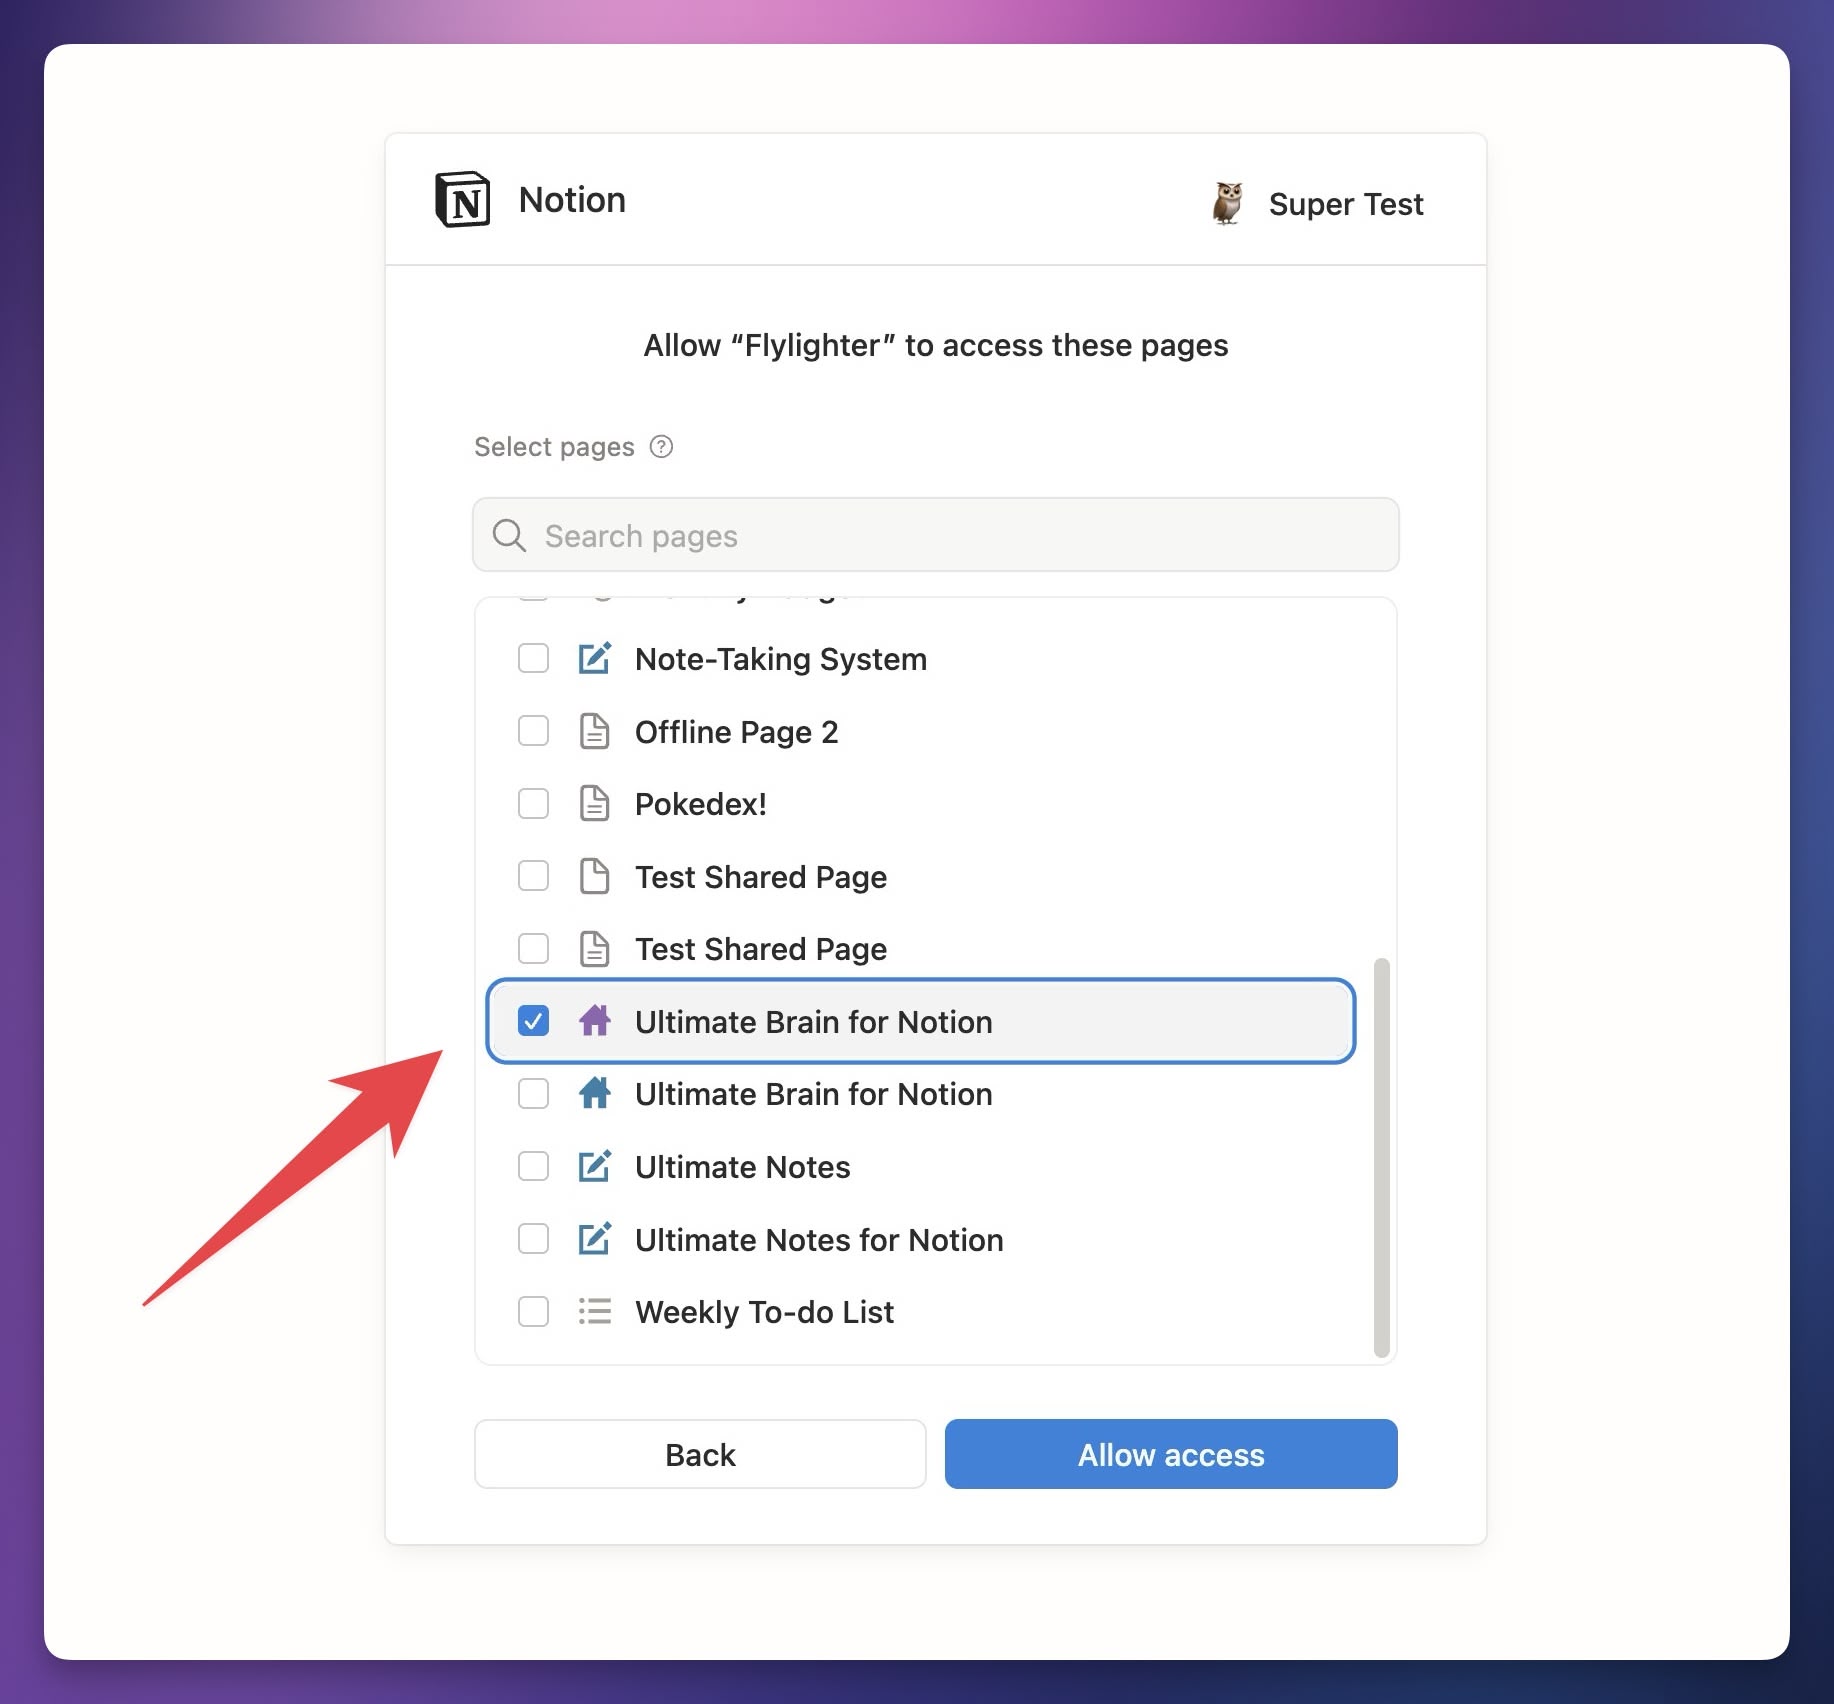 Notion
Super Test
Allow “Flylighter” to access these pages
Select pages
Search pages
Note-Taking System
Offline Page 2
Pokedex!
Test Shared Page
Test Shared Page
Ultimate Brain for Notion
Ultimate Brain for Notion
Ultimate Notes
Ultimate Notes for Notion
Weekly To-do List
Back
Allow access